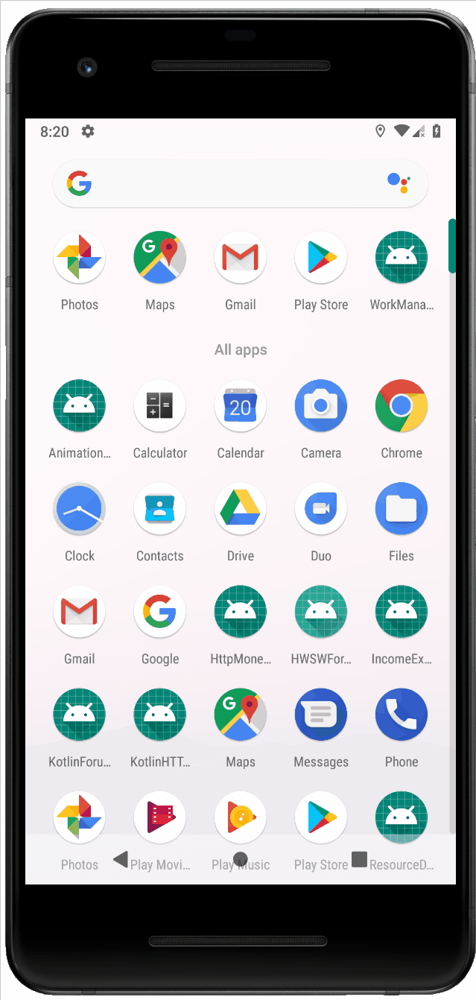 8:20
G
Photos Maps Gmail Play Store WorkMana...
All apps
20
Animation... Calculator Calendar Camera Chrome
Clock Contacts Drive Duo Files
Gmail Google HttpMone... HWSWFor... IncomeEx...
KotlinForu... KotlinHTT... Maps Messages Phone
Photos Play Movi... Play Music Play Store ResourceD...